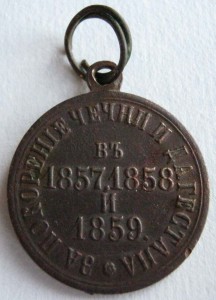 ЗА ПОКОРЕНІЕ ЧЕЧНИ И ДАГЕСТАНА
ВЪ
1857, 1858
И
1859.